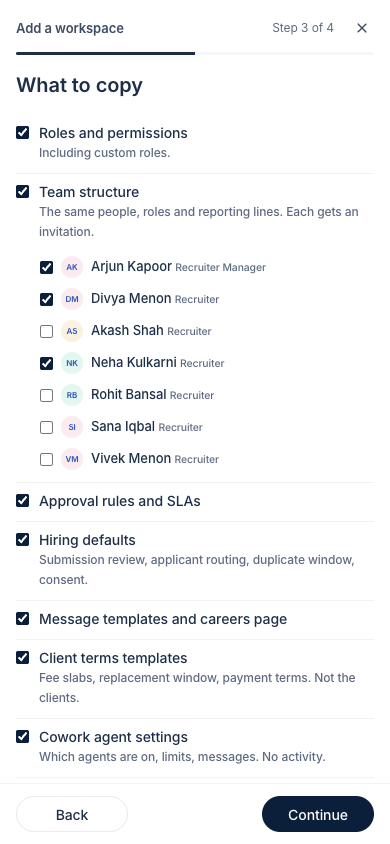 Add a workspace
Step 3 of 4
What to copy
Roles and permissions
Including custom roles.
Team structure
The same people, roles and reporting lines. Each gets an
invitation.
AK Arjun Kapoor Recruiter Manager
DM Divya Menon Recruiter
AS Akash Shah Recruiter
NK Neha Kulkarni Recruiter
RB Rohit Bansal Recruiter
SI Sana Iqbal Recruiter
VM Vivek Menon Recruiter
Approval rules and SLAs
Hiring defaults
Submission review, applicant routing, duplicate window,
consent.
Message templates and careers page
Client terms templates
Fee slabs, replacement window, payment terms. Not the
clients.
Cowork agent settings
Which agents are on, limits, messages. No activity.
Back
Continue